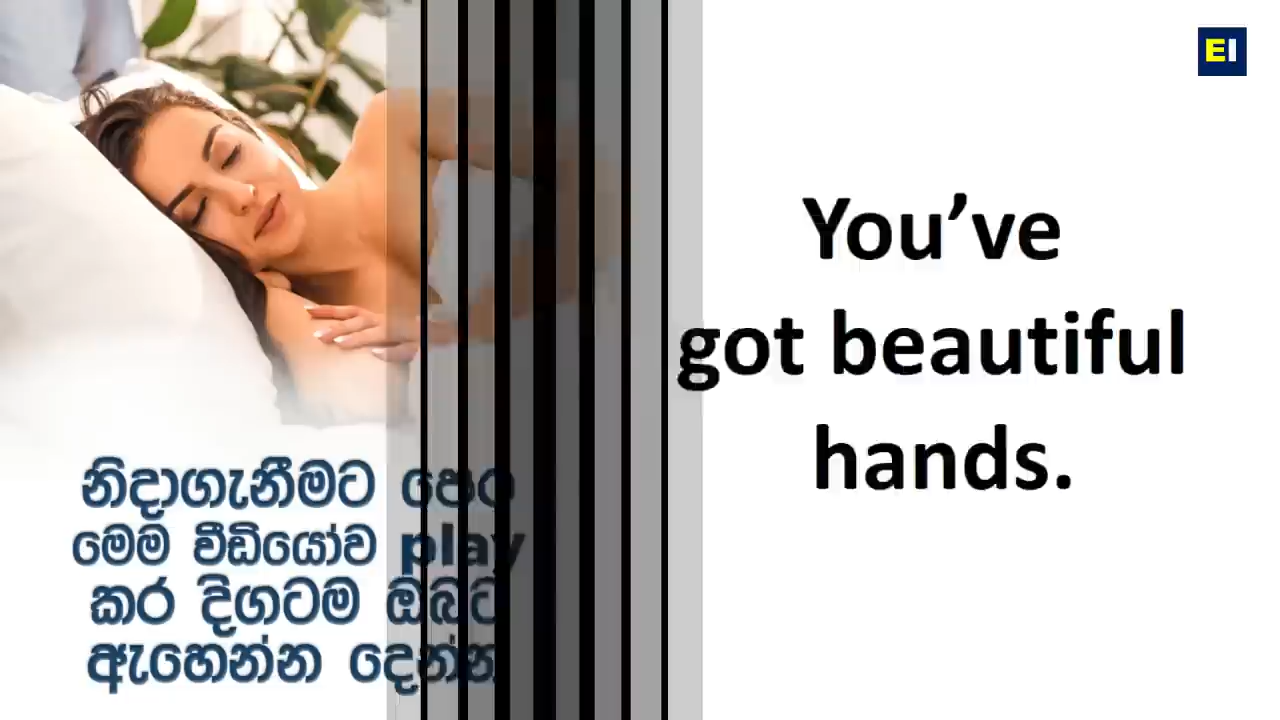 EI
You’ve
got beautiful
hands.
නිදාගැනීමට පෙර
මෙම වීඩියෝව play
කර දිගටම ඔබට
ඇහෙන්න දෙන්න